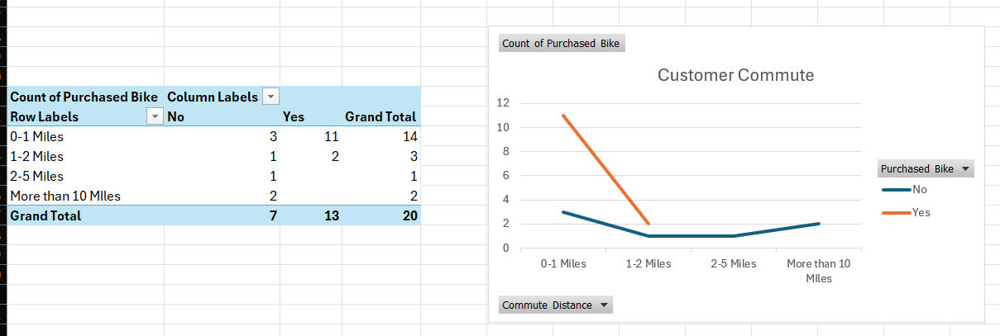 Count of Purchased Bike Column Labels
Row Labels No Yes Grand Total
0-1 Miles 3 11 14
1-2 Miles 1 2 3
2-5 Miles 1 1
More than 10 MIles 2 2
Grand Total 7 13 20
Count of Purchased Bike
Customer Commute
12
10
8
6
4
2
0
0-1 Miles 1-2 Miles 2-5 Miles More than 10
MIles
Purchased Bike
No
Yes
Commute Distance